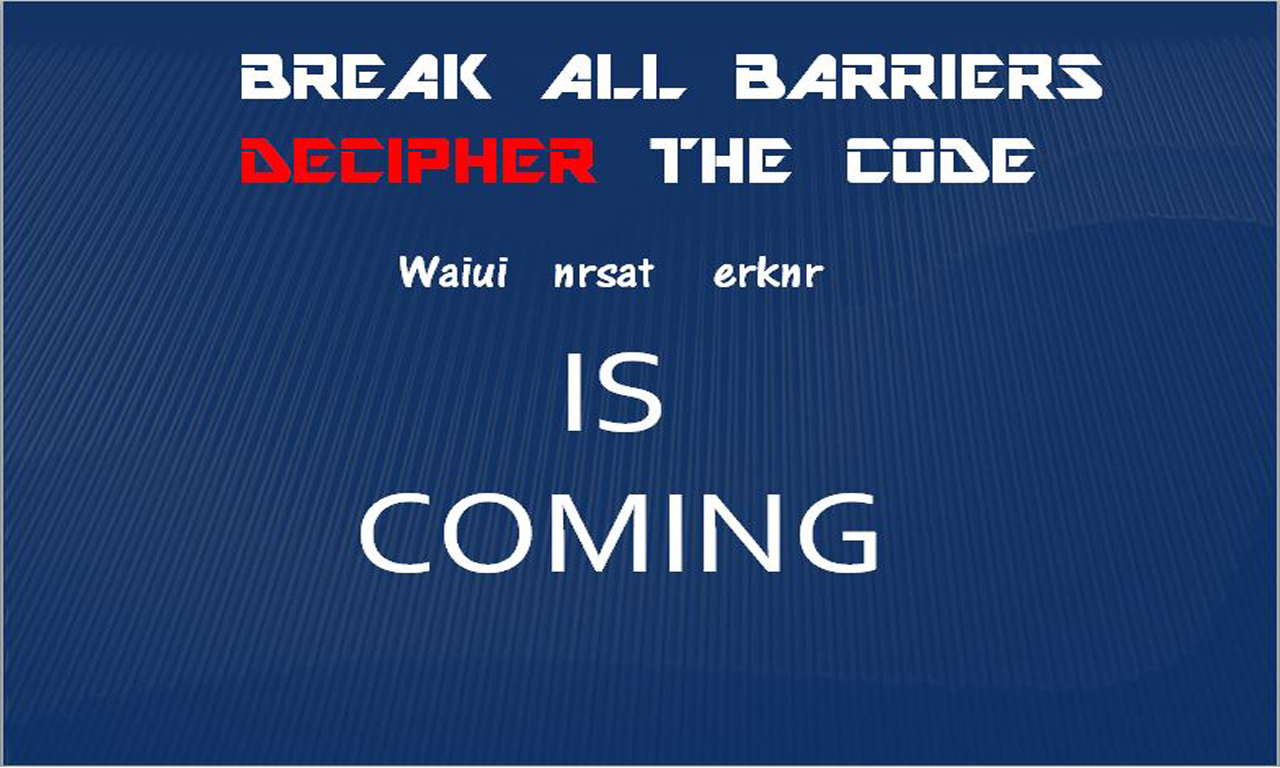 BREAK ALL BARRIERS
DECIPHER THE CODE
Waiui nrsat erknr
IS
COMING